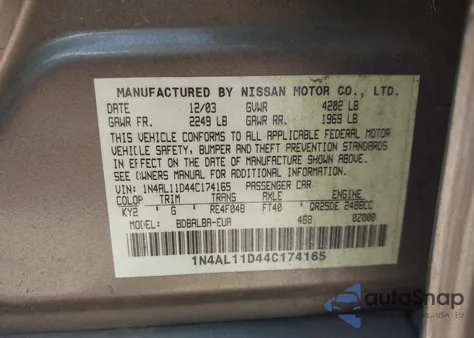 MANUFACTURED BY NISSAN MOTOR CO., LTD.
DATE 12/03 GVWR 4202 LB
GAWR FR. 2249 LB GAWR RR. 1969 LB
THIS VEHICLE CONFORMS TO ALL APPLICABLE FEDERAL MOTOR
VEHICLE SAFETY, BUMPER AND THEFT PREVENTION STANDARDS
IN EFFECT ON THE DATE OF MANUFACTURE SHOWN ABOVE.
SEE OWNERS MANUAL FOR ADDITIONAL INFORMATION
VIN: 1N4AL11D44C174165 PASSENGER CAR
COLOR TRIM TRANS AXLE ENGINE
KY2 G RE4F04B FT40 QR25DE 2488CC
BDBALBA-EUA 46B 02000
1N4AL11D44C174165
autoSnap
USA | EU